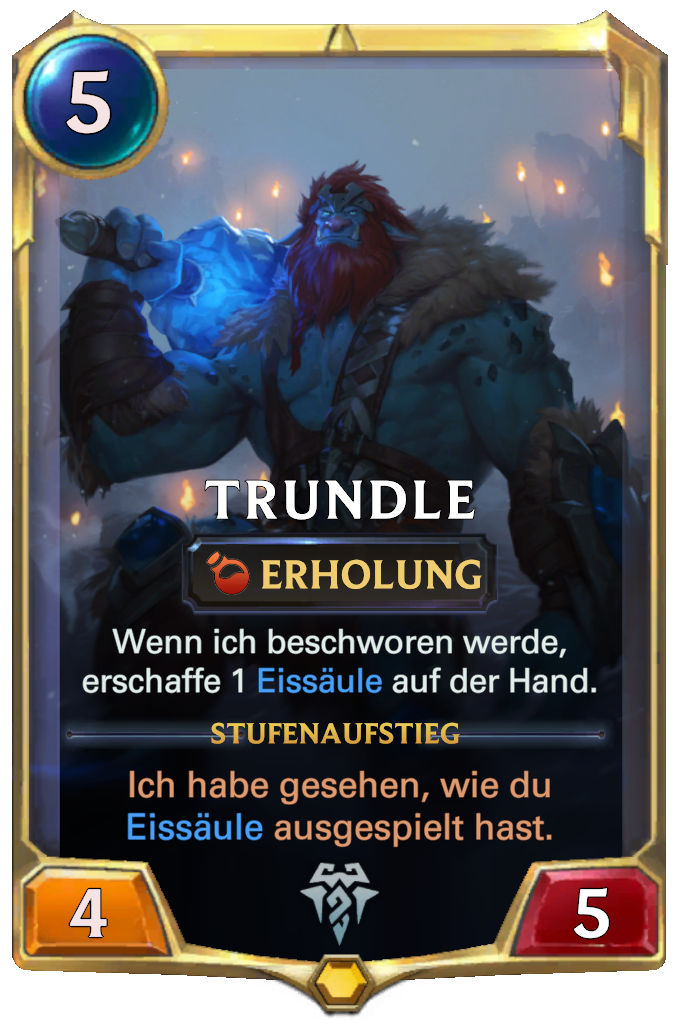 5
TRUNDLE
ERHOLUNG
Wenn ich beschworen werde,
erschaffe 1 Eissäule auf der Hand.
STUFENAUFSTIEG
Ich habe gesehen, wie du
Eissäule ausgespielt hast.
4
5